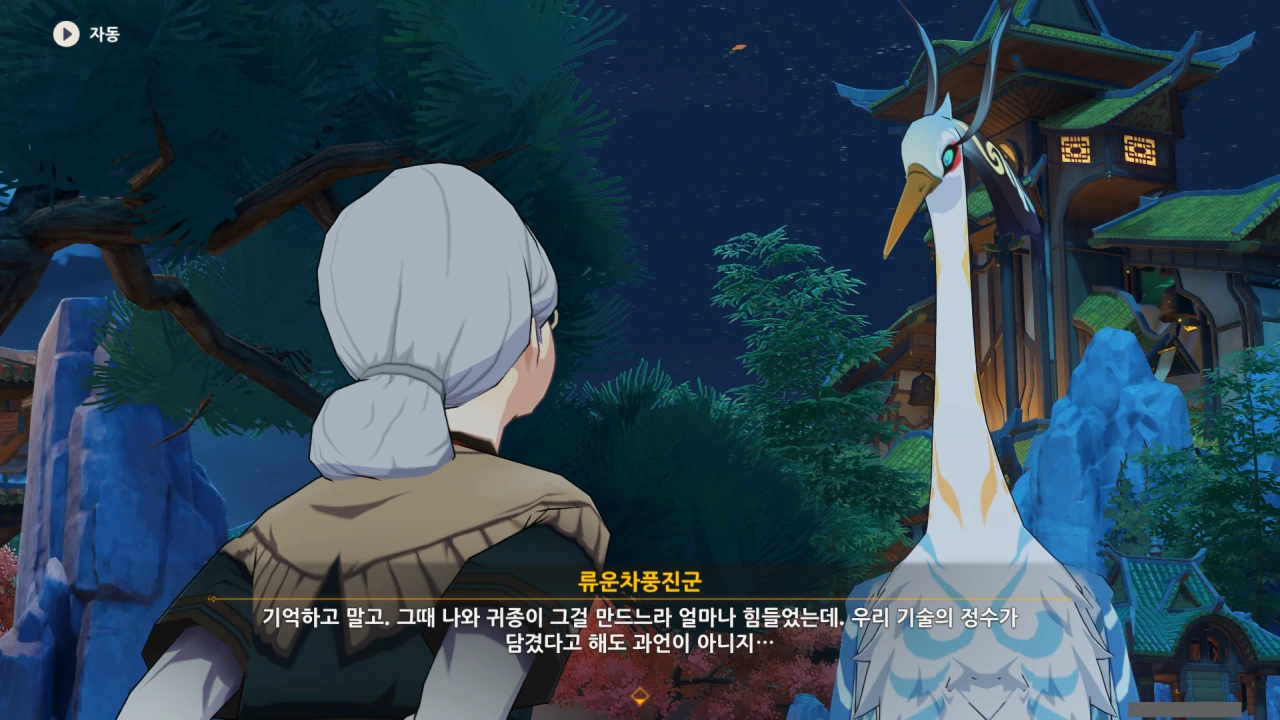 자동
류운차풍진군
기억하고 말고. 그때 나와 귀종이 그걸 만드느라 얼마나 힘들었는데. 우리 기술의 정수가
담겼다고 해도 과언이 아니지…